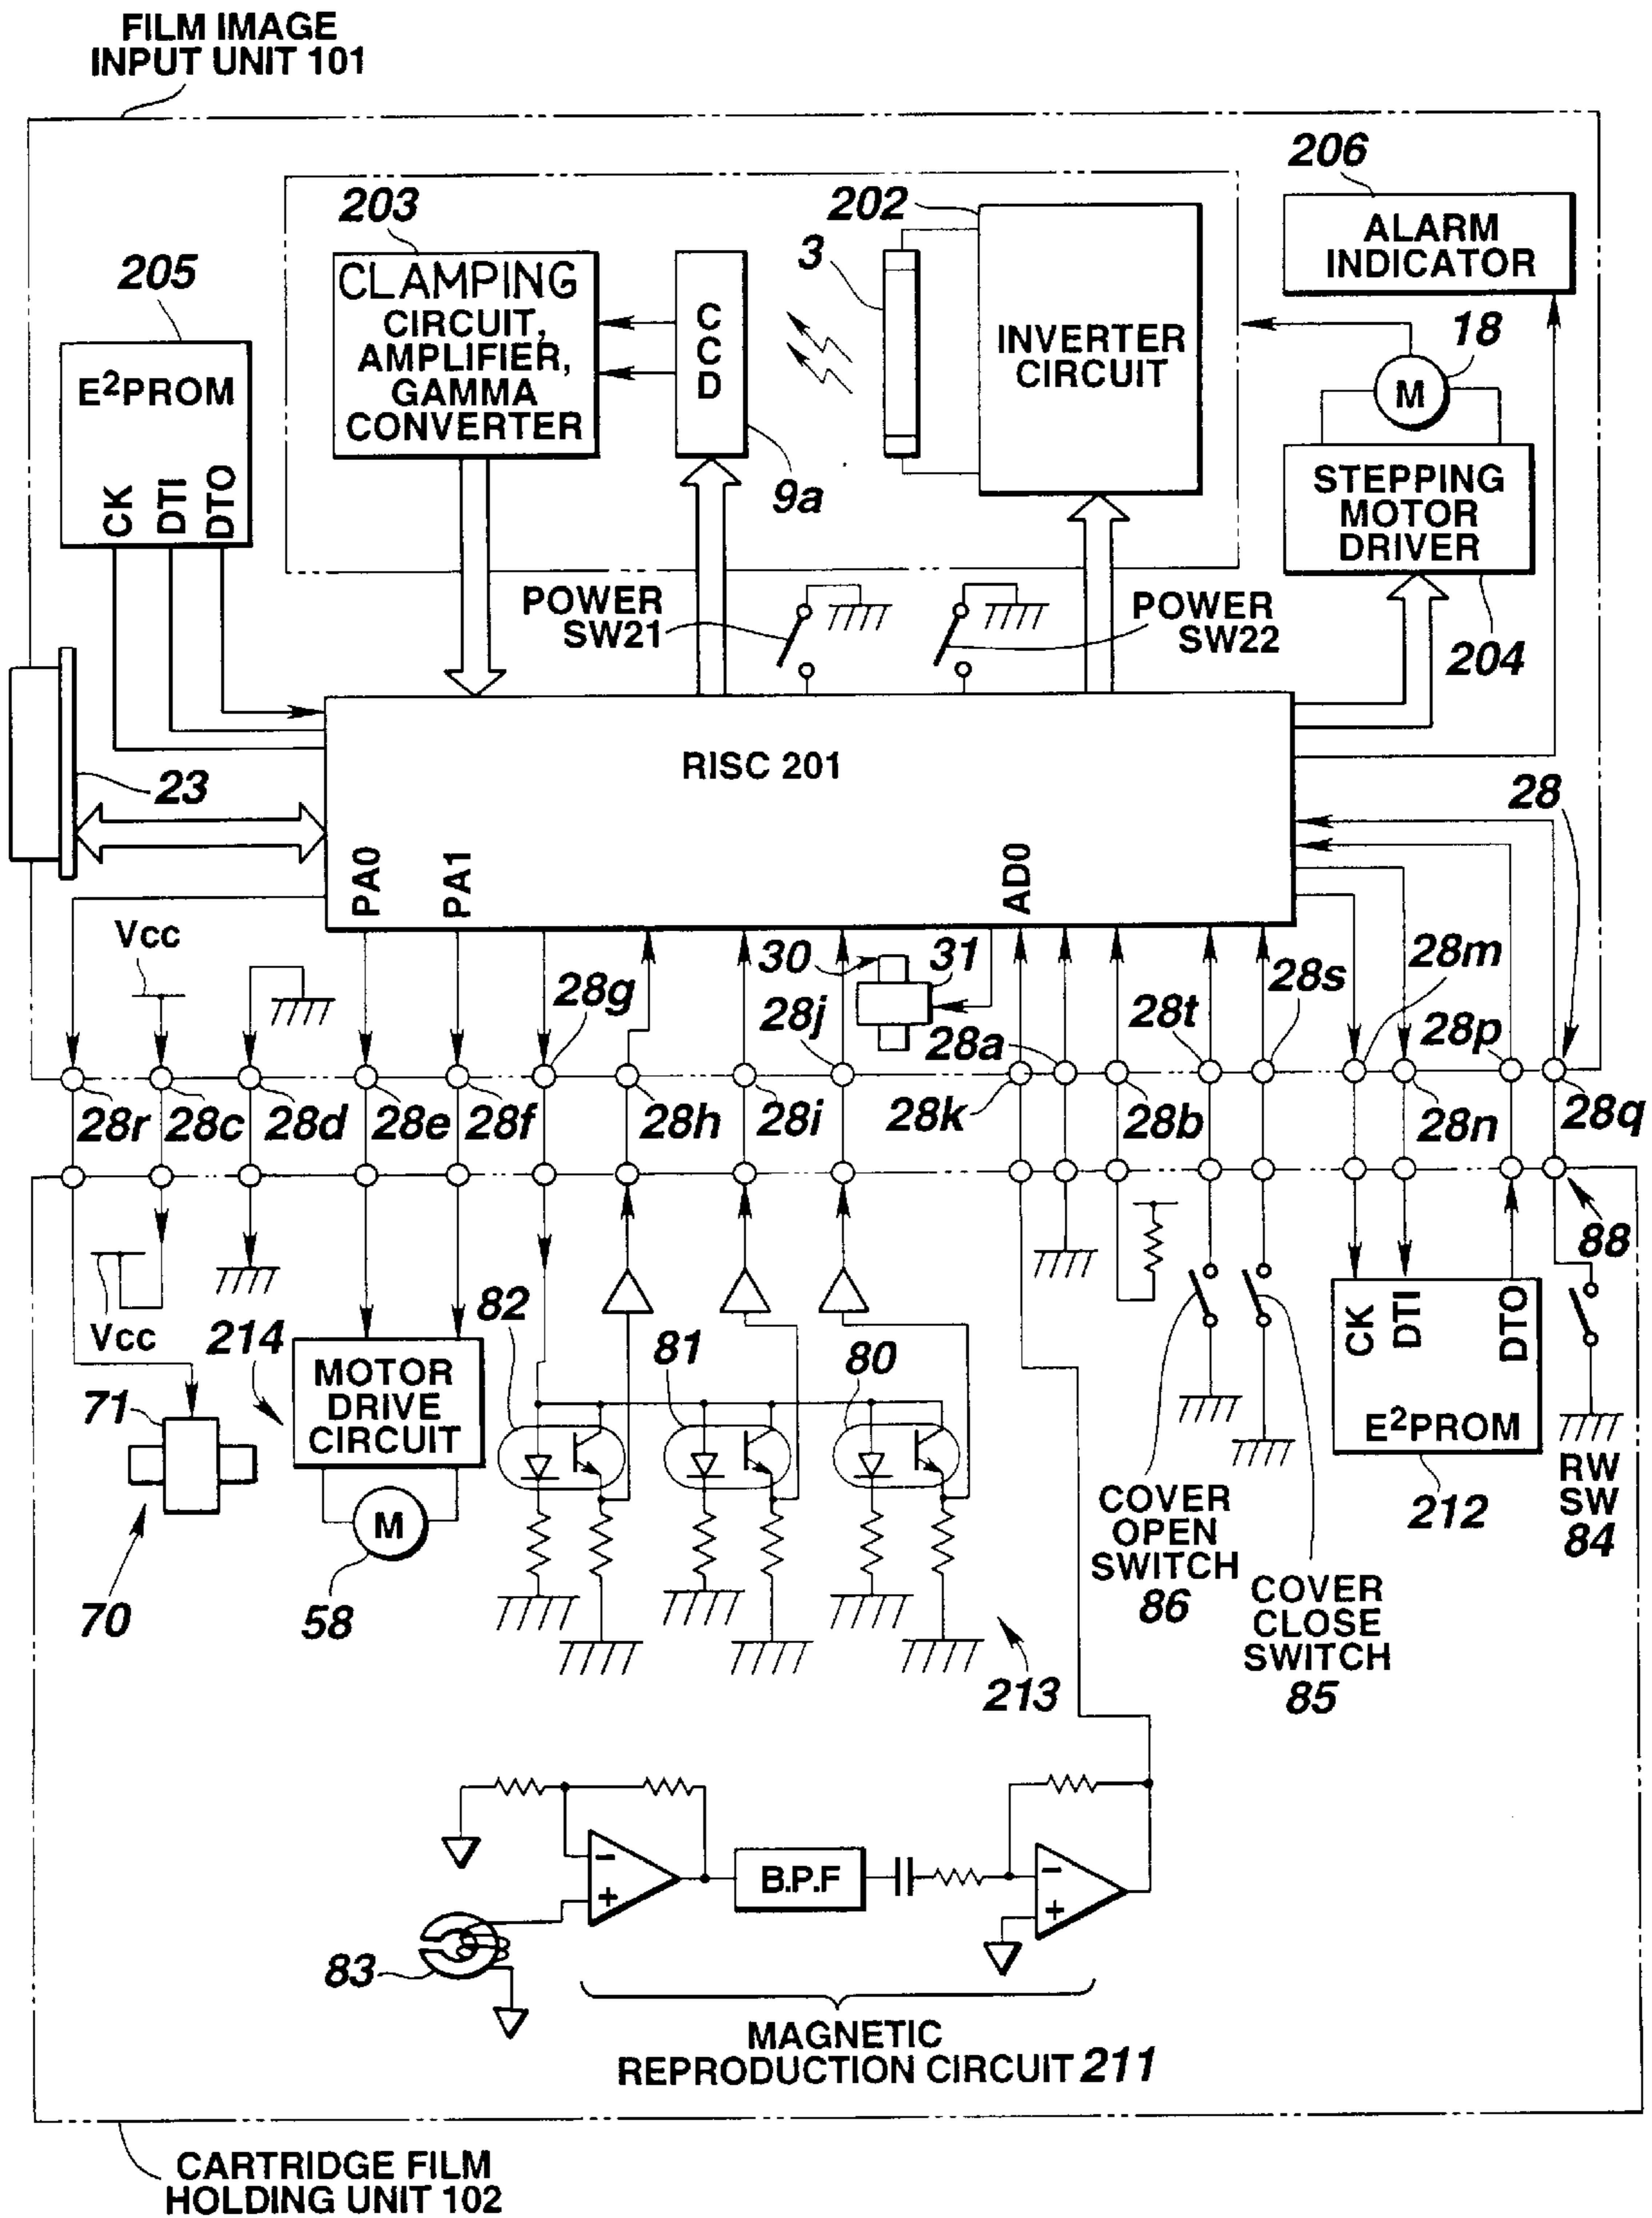 FILM IMAGE
INPUT UNIT 101
206
ALARM
INDICATOR
203
CLAMPING
CIRCUIT,
AMPLIFIER,
GAMMA
CONVERTER
CCD
9a
3
202
INVERTER
CIRCUIT
205
E²PROM
CK
DTI
DTO
18
M
STEPPING
MOTOR
DRIVER
204
POWER
SW21
POWER
SW22
23
RISC 201
PA0
PA1
AD0
28
Vcc
30
31
28g
28j
28a
28t
28s
28m
28p
28r
28c
28d
28e
28f
28h
28i
28k
28b
28n
28q
88
Vcc
214
MOTOR
DRIVE
CIRCUIT
M
58
71
70
82
81
80
213
COVER
OPEN
SWITCH
86
COVER
CLOSE
SWITCH
85
CK
DTI
DTO
E²PROM
212
RW
SW
84
−
+
B.P.F
−
+
83
MAGNETIC
REPRODUCTION CIRCUIT 211
CARTRIDGE FILM
HOLDING UNIT 102